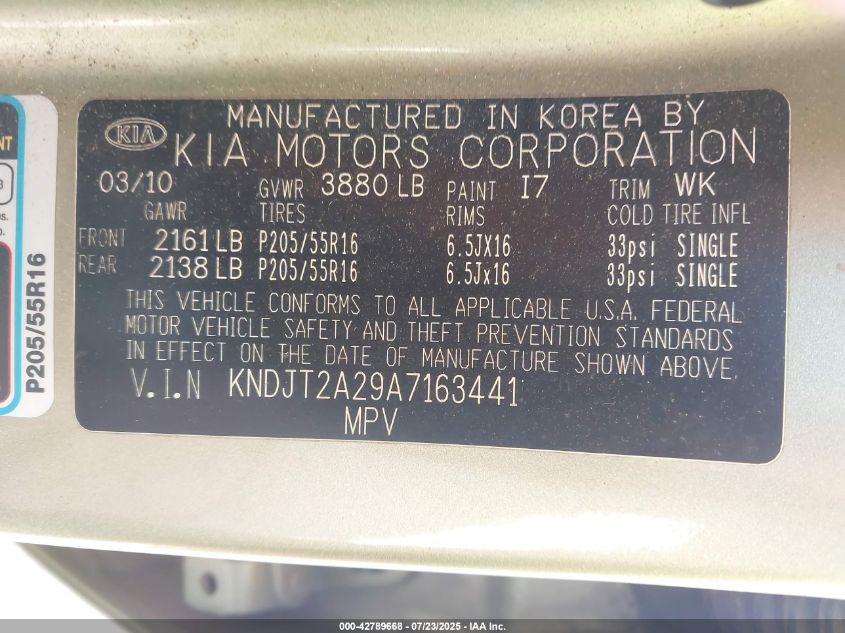 MANUFACTURED IN KOREA BY
KIA KIA MOTORS CORPORATION
03/10 GVWR 3880 LB PAINT I7 TRIM WK
GAWR TIRES RIMS COLD TIRE INFL
FRONT 2161 LB P205/55R16 6.5JX16 33psi SINGLE
REAR 2138 LB P205/55R16 6.5Jx16 33psi SINGLE
THIS VEHICLE CONFORMS TO ALL APPLICABLE U.S.A. FEDERAL
MOTOR VEHICLE SAFETY AND THEFT PREVENTION STANDARDS
IN EFFECT ON THE DATE OF MANUFACTURE SHOWN ABOVE.
V.I.N KNDJT2A29A7163441
MPV
P205/55R16
000-42789668 - 07/23/2025 - IAA Inc.